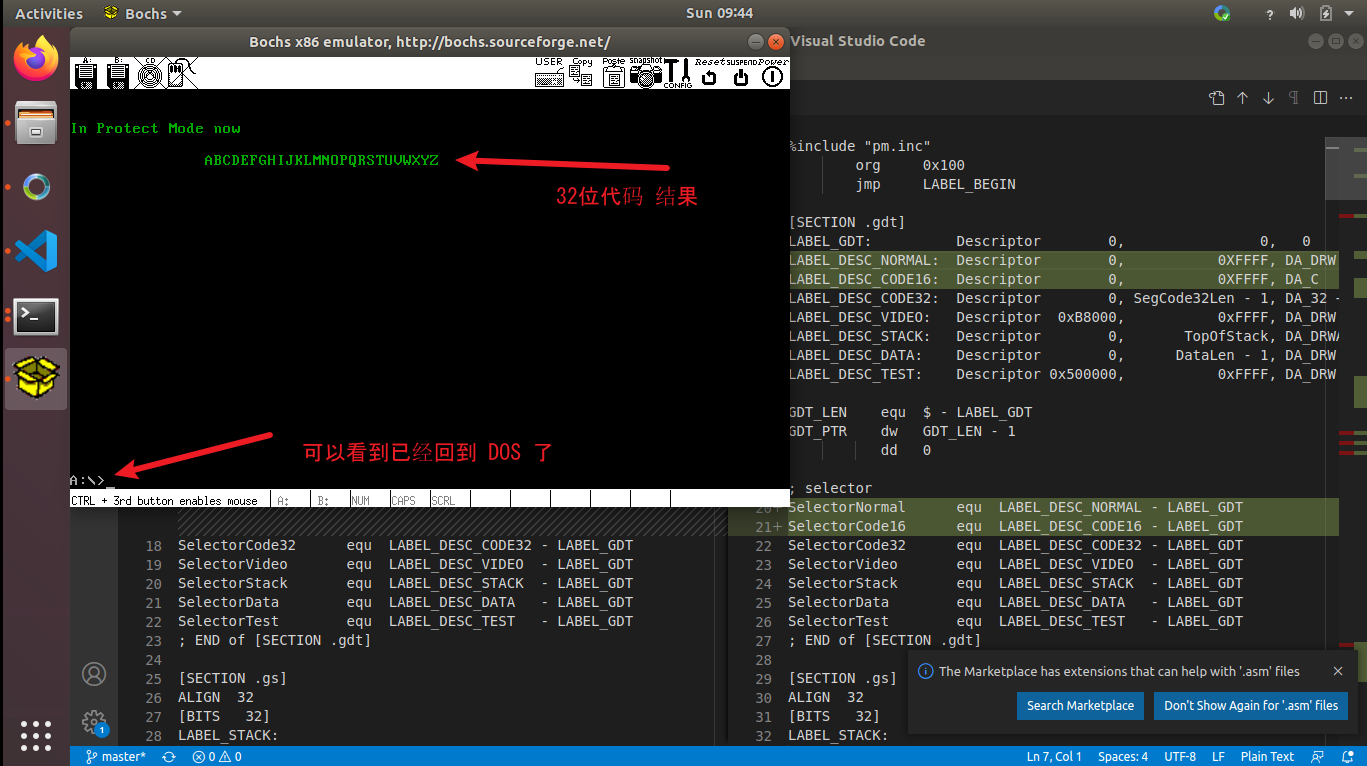 Activities Bochs Sun 09:44
Bochs x86 emulator, http://bochs.sourceforge.net/
Visual Studio Code
A: B: CD USER Copy Paste snapshot CONFIG Reset SUSPEND Power
In Protect Mode now
ABCDEFGHIJKLMNOPQRSTUVWXYZ
32位代码 结果
可以看到已经回到 DOS 了
A:\>_
CTRL + 3rd button enables mouse A: B: NUM CAPS SCRL
%include "pm.inc"
org 0x100
jmp LABEL_BEGIN
[SECTION .gdt]
LABEL_GDT: Descriptor 0, 0, 0
LABEL_DESC_NORMAL: Descriptor 0, 0XFFFF, DA_DRW
LABEL_DESC_CODE16: Descriptor 0, 0XFFFF, DA_C
LABEL_DESC_CODE32: Descriptor 0, SegCode32Len - 1, DA_32 -
LABEL_DESC_VIDEO: Descriptor 0xB8000, 0xFFFF, DA_DRW
LABEL_DESC_STACK: Descriptor 0, TopOfStack, DA_DRWA
LABEL_DESC_DATA: Descriptor 0, DataLen - 1, DA_DRW
LABEL_DESC_TEST: Descriptor 0x500000, 0xFFFF, DA_DRW
GDT_LEN equ $ - LABEL_GDT
GDT_PTR dw GDT_LEN - 1
dd 0
; selector
20+ SelectorNormal equ LABEL_DESC_NORMAL - LABEL_GDT
21+ SelectorCode16 equ LABEL_DESC_CODE16 - LABEL_GDT
22 SelectorCode32 equ LABEL_DESC_CODE32 - LABEL_GDT
23 SelectorVideo equ LABEL_DESC_VIDEO - LABEL_GDT
24 SelectorStack equ LABEL_DESC_STACK - LABEL_GDT
25 SelectorData equ LABEL_DESC_DATA - LABEL_GDT
26 SelectorTest equ LABEL_DESC_TEST - LABEL_GDT
27 ; END of [SECTION .gdt]
28
29 [SECTION .gs]
30 ALIGN 32
31 [BITS 32]
32 LABEL_STACK:
18 SelectorCode32 equ LABEL_DESC_CODE32 - LABEL_GDT
19 SelectorVideo equ LABEL_DESC_VIDEO - LABEL_GDT
20 SelectorStack equ LABEL_DESC_STACK - LABEL_GDT
21 SelectorData equ LABEL_DESC_DATA - LABEL_GDT
22 SelectorTest equ LABEL_DESC_TEST - LABEL_GDT
23 ; END of [SECTION .gdt]
24
25 [SECTION .gs]
26 ALIGN 32
27 [BITS 32]
28 LABEL_STACK:
The Marketplace has extensions that can help with '.asm' files
Search Marketplace Don't Show Again for '.asm' files
1
master* 0 0 Ln 7, Col 1 Spaces: 4 UTF-8 LF Plain Text